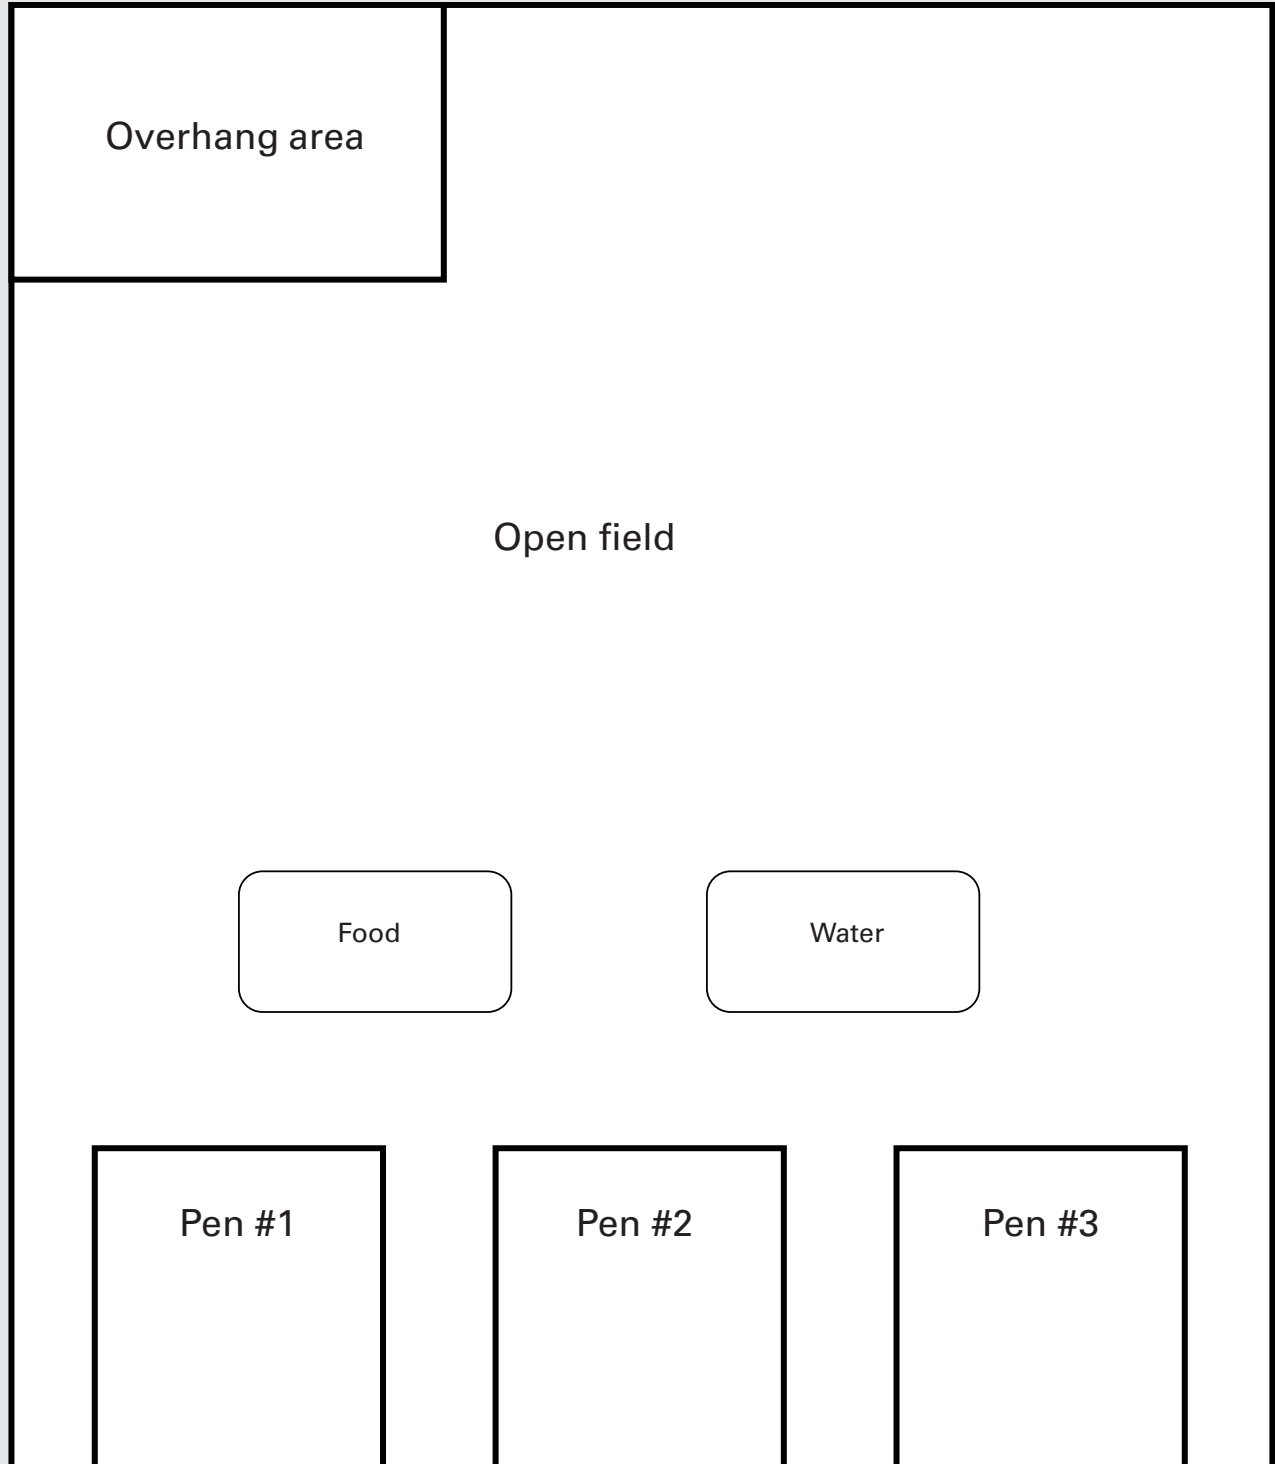 Overhang area
Open field
Food
Water
Pen #1
Pen #2
Pen #3